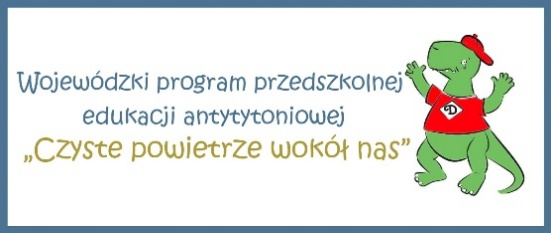 Wojewódzki program przedszkolnej
edukacji antytytoniowej
„Czyste powietrze wokół nas”
D